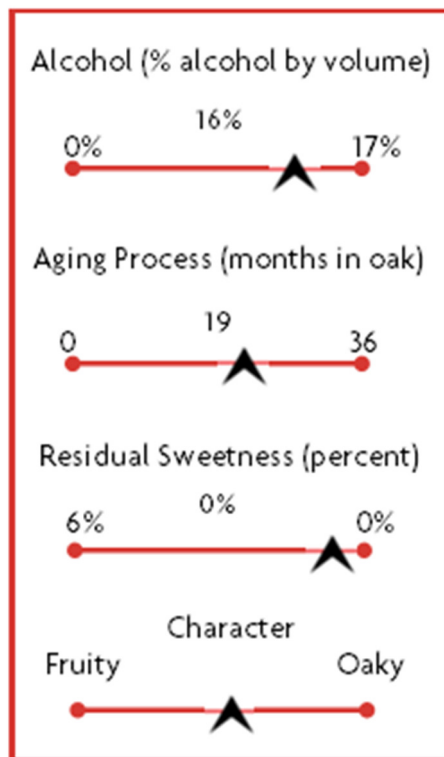 Alcohol (% alcohol by volume)
16%
0% 17%
Aging Process (months in oak)
19
0 36
Residual Sweetness (percent)
0%
6% 0%
Character
Fruity Oaky